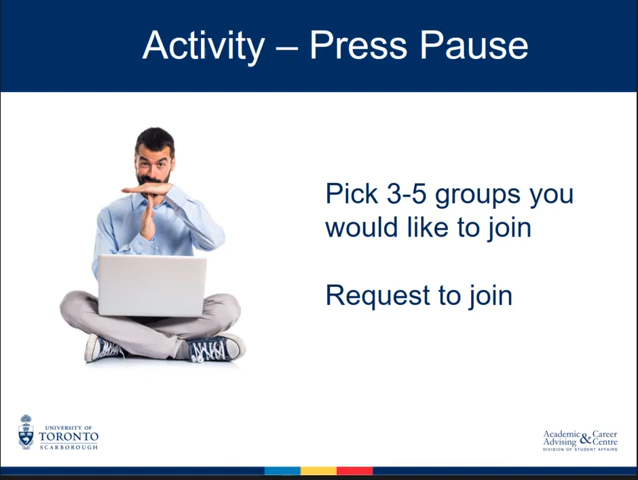 Activity – Press Pause
Pick 3-5 groups you
would like to join
Request to join
UNIVERSITY OF
TORONTO
SCARBOROUGH
Academic & Career
Advising Centre
DIVISION OF STUDENT AFFAIRS